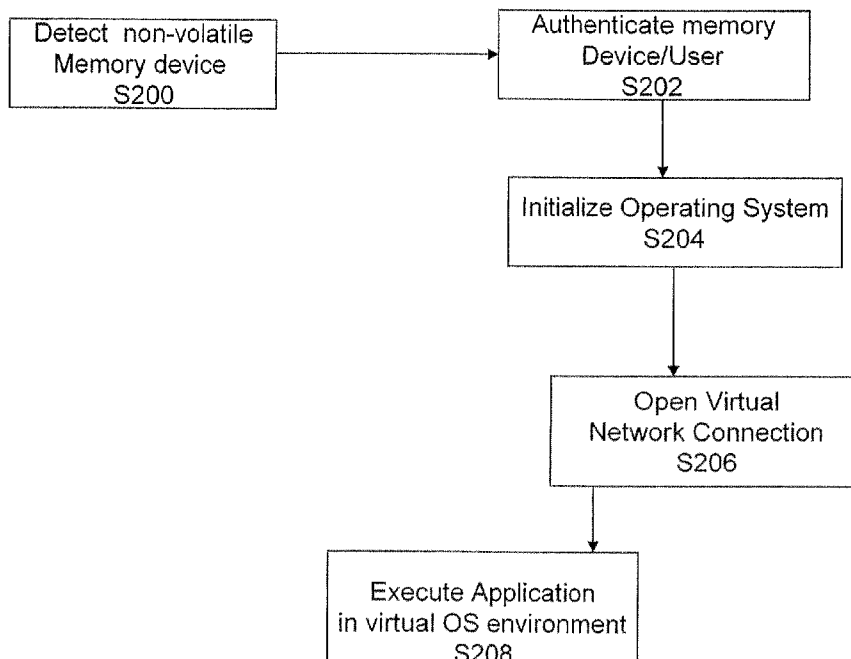 Detect non-volatile
Memory device
S200
Authenticate memory
Device/User
S202
Initialize Operating System
S204
Open Virtual
Network Connection
S206
Execute Application
in virtual OS environment
S208